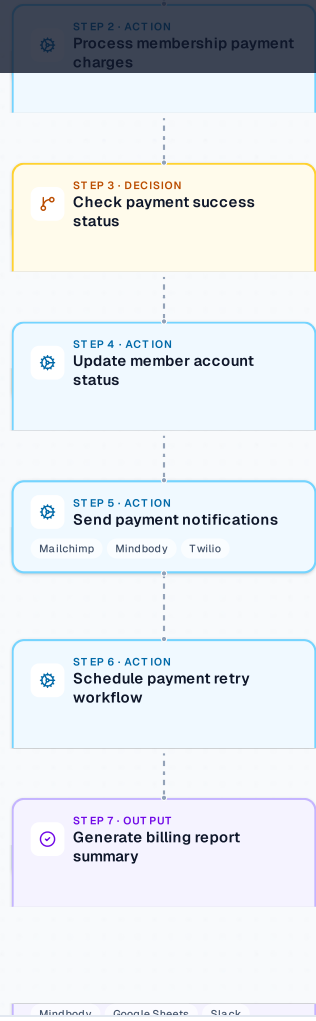 STEP 2 · ACTION
Process membership payment
charges
STEP 3 · DECISION
Check payment success
status
STEP 4 · ACTION
Update member account
status
STEP 5 · ACTION
Send payment notifications
Mailchimp Mindbody Twilio
STEP 6 · ACTION
Schedule payment retry
workflow
STEP 7 · OUTPUT
Generate billing report
summary
Mindbody Google Sheets Slack